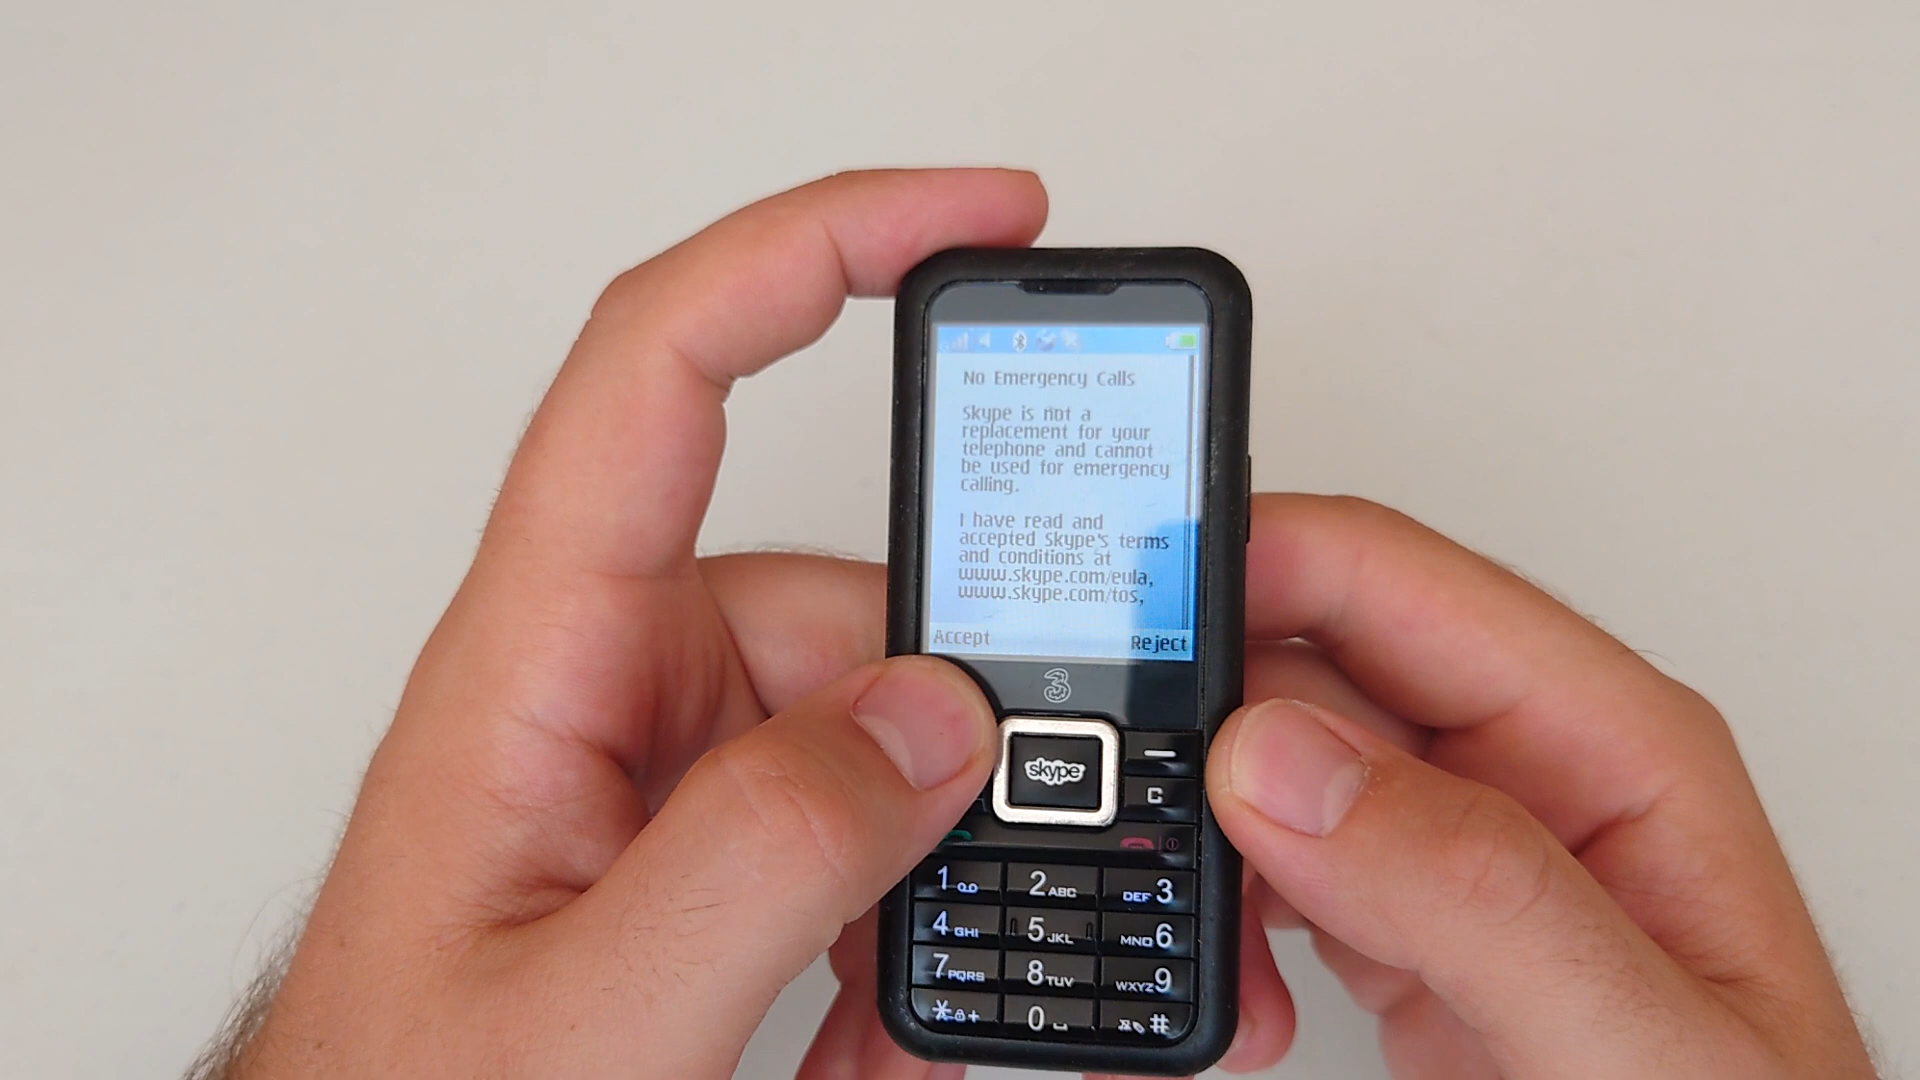 No Emergency Calls
Skype is not a
replacement for your
telephone and cannot
be used for emergency
calling.
I have read and
accepted Skype's terms
and conditions at
www.skype.com/eula,
www.skype.com/tos,
Accept
Reject
3
skype
C
1
2 ABC
DEF 3
4 GHI
5 JKL
MNO 6
7 PQRS
8 TUV
WXYZ 9
* +
0
#